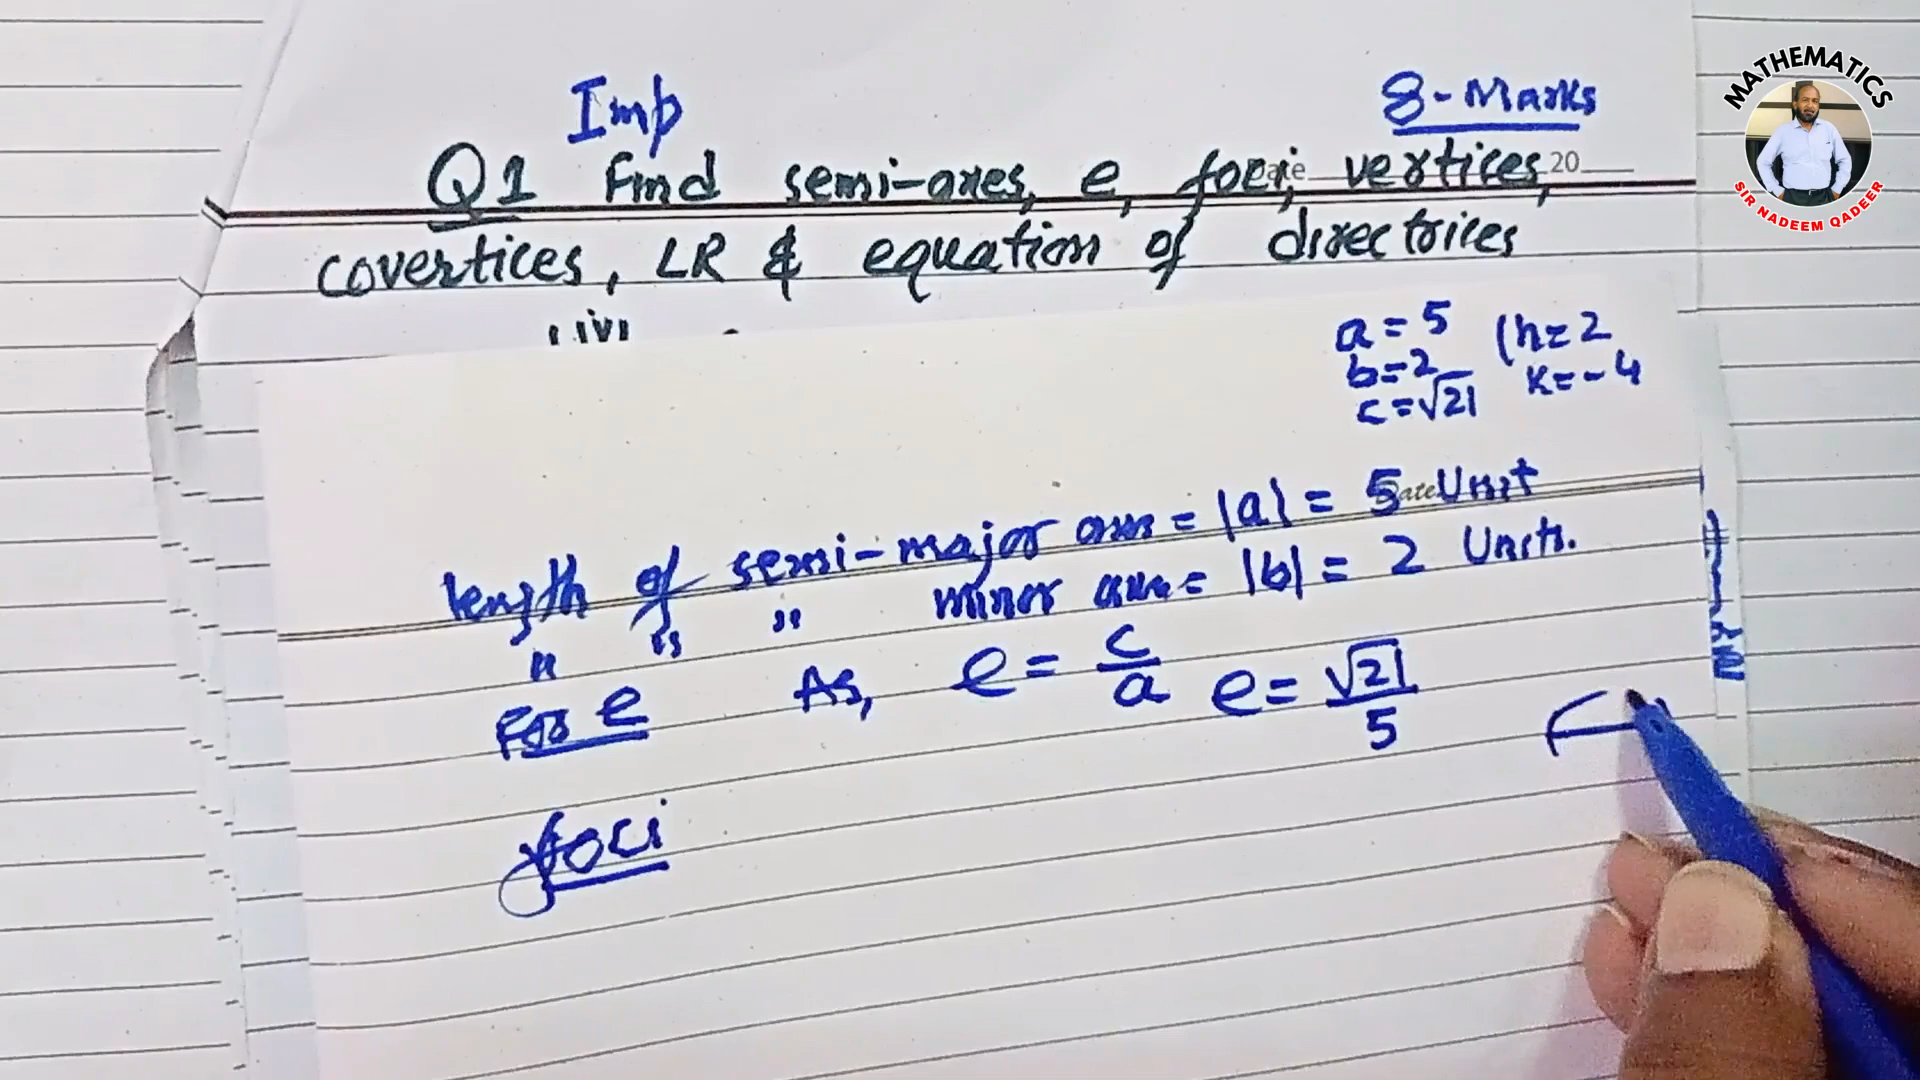 Imp
8-Marks
Q1 Find semi-axes, e, foci, vertices,
covertices, LR & equation of directrices
a = 5
b = 2
c = √21
(h = 2
k = -4
length of semi-major axis = |a| = 5 Unit
" " " minor axis = |b| = 2 Units.
For e As, e = c/a e = √21/5
foci
MATHEMATICS
SIR NADEEM QADEER